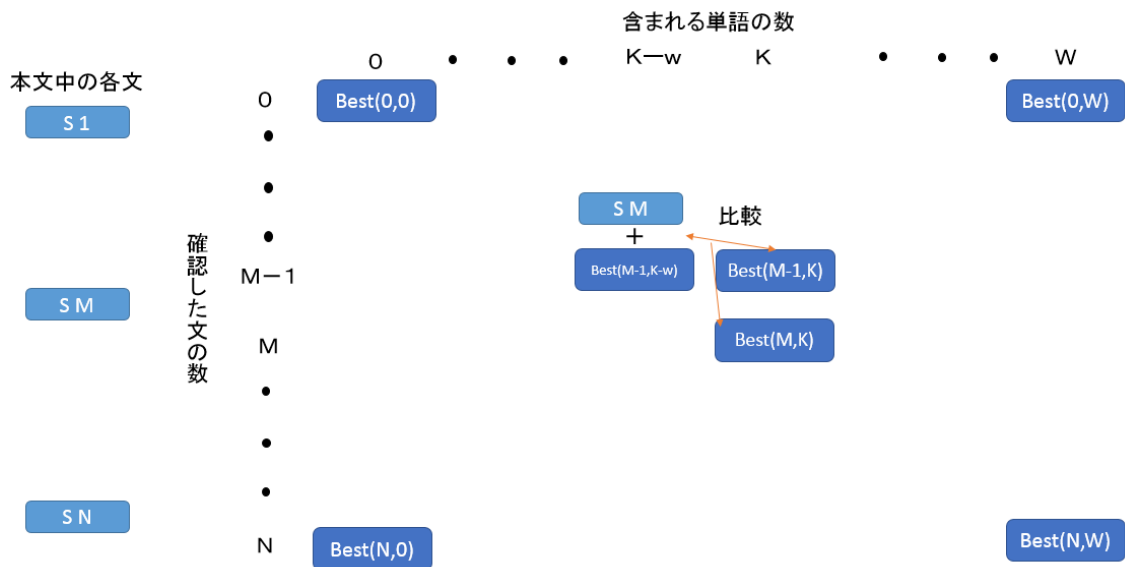 含まれる単語の数
0 ・ ・ ・ K－w K ・ ・ ・ W
本文中の各文
S 1
S M
S N
確認した文の数
0
M－1
M
N
Best(0,0)
Best(0,W)
S M
+
Best(M-1,K-w)
比較
Best(M-1,K)
Best(M,K)
Best(N,0)
Best(N,W)